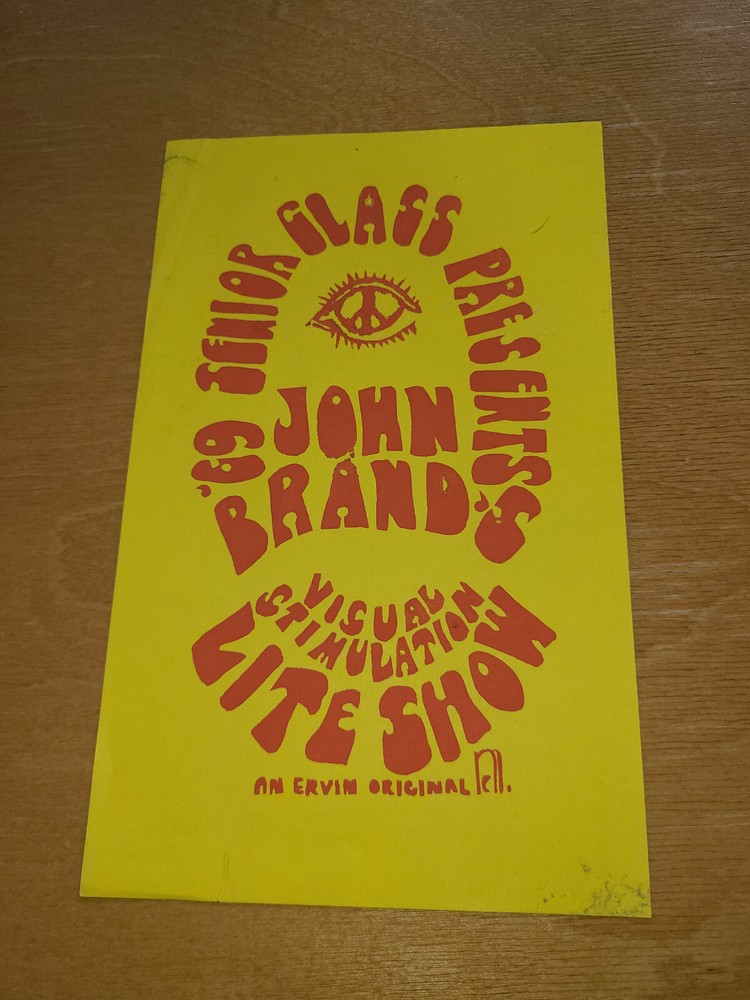 '69 SENIOR CLASS PRESENTS
JOHN
BRAND'S
VISUAL
STIMULATION
LITE SHOW
AN ERVIN ORIGINAL